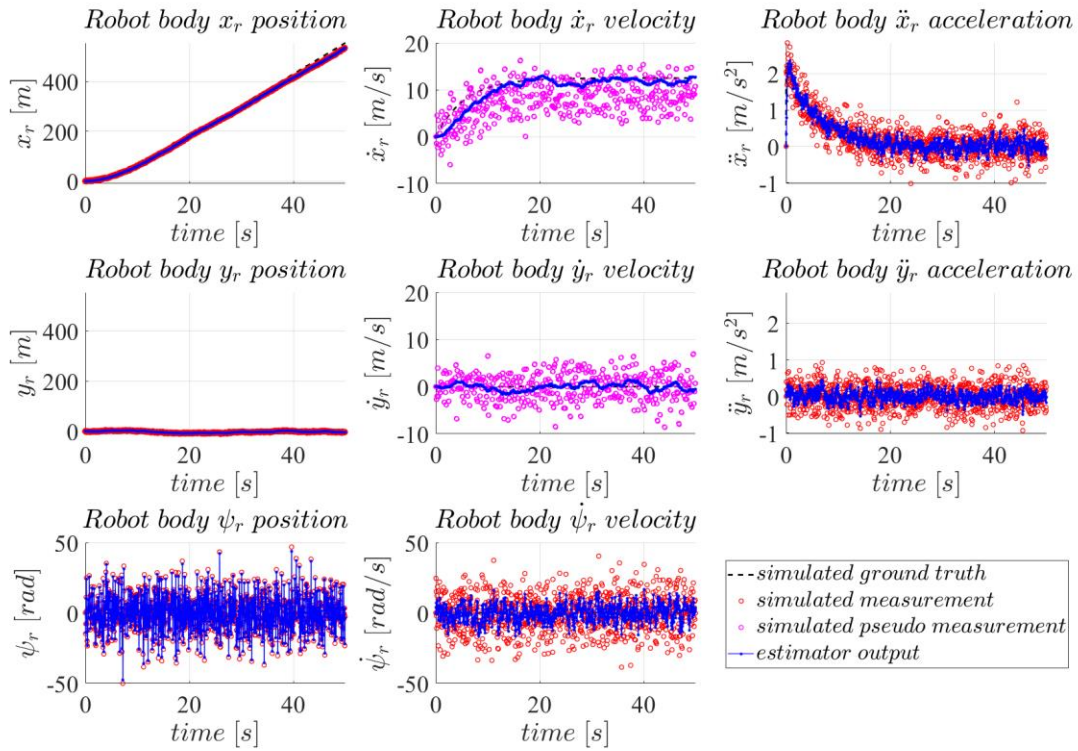 Robot body x_r position
x_r [m]
400
200
0
0 20 40
time [s]
Robot body ẋ_r velocity
ẋ_r [m/s]
20
10
0
-10
0 20 40
time [s]
Robot body ẍ_r acceleration
ẍ_r [m/s²]
2
1
0
-1
0 20 40
time [s]
Robot body y_r position
y_r [m]
400
200
0
0 20 40
time [s]
Robot body ẏ_r velocity
ẏ_r [m/s]
20
10
0
-10
0 20 40
time [s]
Robot body ÿ_r acceleration
ÿ_r [m/s²]
2
1
0
-1
0 20 40
time [s]
Robot body ψ_r position
ψ_r [rad]
50
0
-50
0 20 40
time [s]
Robot body ψ̇_r velocity
ψ̇_r [rad/s]
50
0
-50
0 20 40
time [s]
simulated ground truth
simulated measurement
simulated pseudo measurement
estimator output